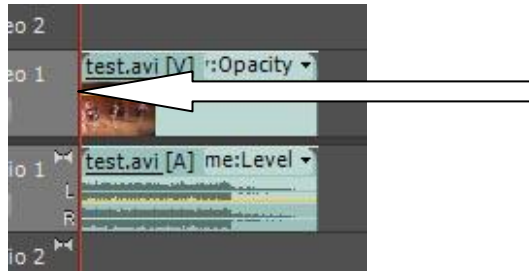 eo 2
eo 1
test.avi [V] r:Opacity
io 1
test.avi [A] me:Level
L
R
io 2